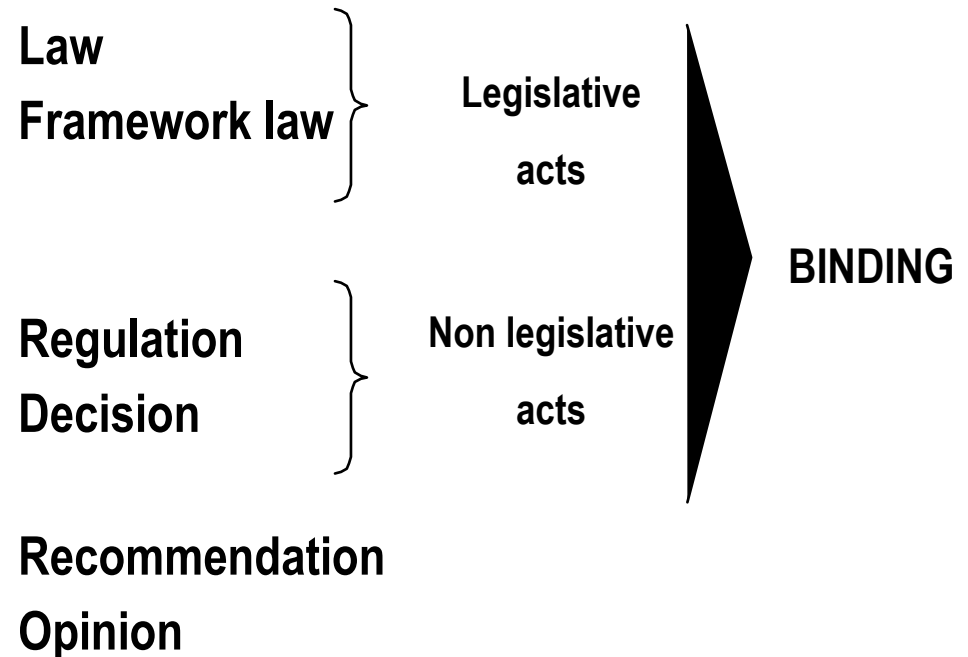 Law
Framework law
Legislative
acts
BINDING
Regulation
Decision
Non legislative
acts
Recommendation
Opinion